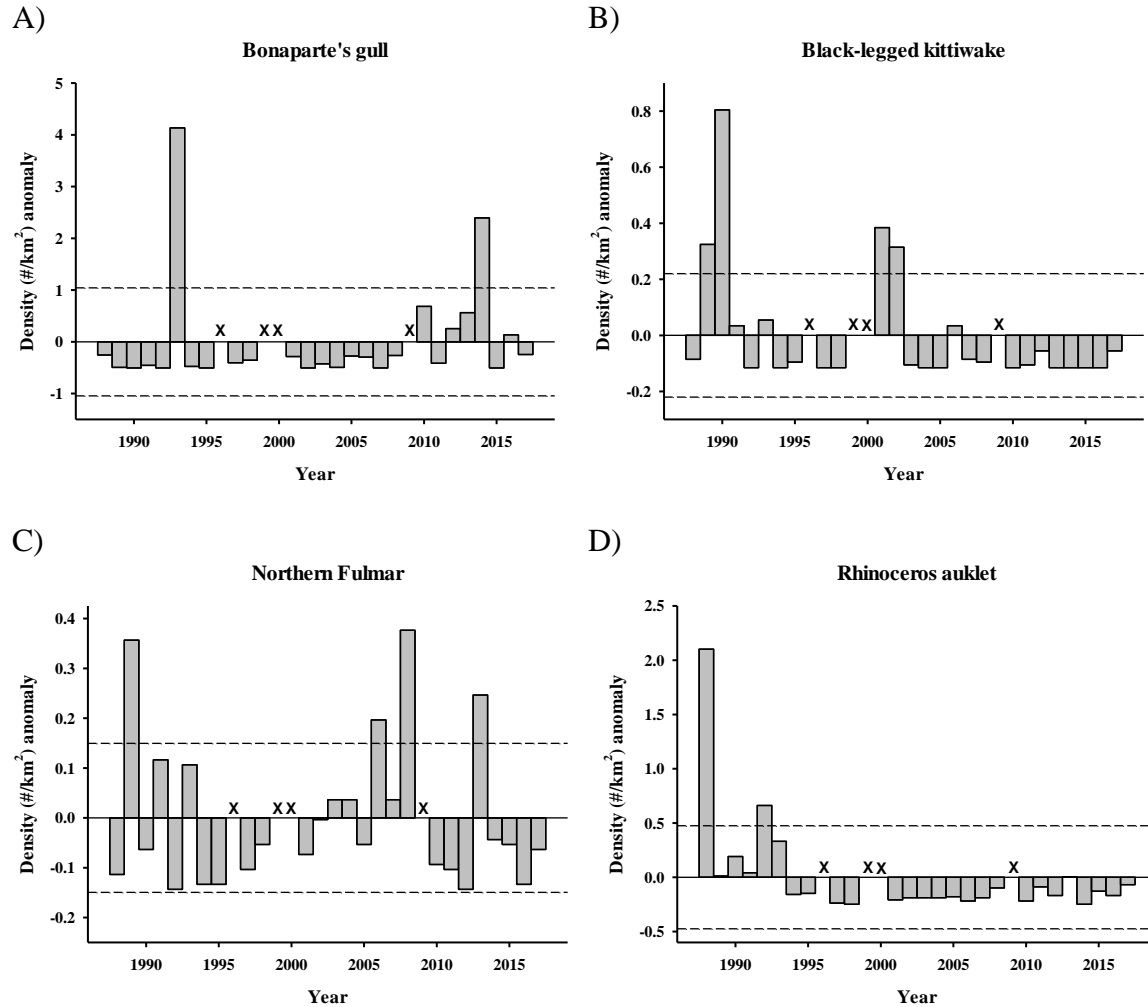 A)
Bonaparte's gull
Density (#/km²) anomaly
5
4
3
2
1
0
-1
X X X X
1990 1995 2000 2005 2010 2015
Year
B)
Black-legged kittiwake
Density (#/km²) anomaly
0.8
0.6
0.4
0.2
0.0
-0.2
X X X X
1990 1995 2000 2005 2010 2015
Year
C)
Northern Fulmar
Density (#/km²) anomaly
0.4
0.3
0.2
0.1
0.0
-0.1
-0.2
X X X X
1990 1995 2000 2005 2010 2015
Year
D)
Rhinoceros auklet
Density (#/km²) anomaly
2.5
2.0
1.5
1.0
0.5
0.0
-0.5
X X X X
1990 1995 2000 2005 2010 2015
Year